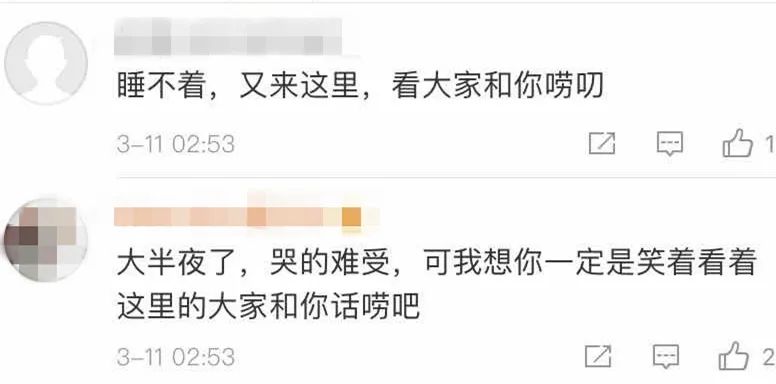 睡不着，又来这里，看大家和你唠叨
3-11 02:53
1
大半夜了，哭的难受，可我想你一定是笑着看着
这里的大家和你话唠吧
3-11 02:53
2